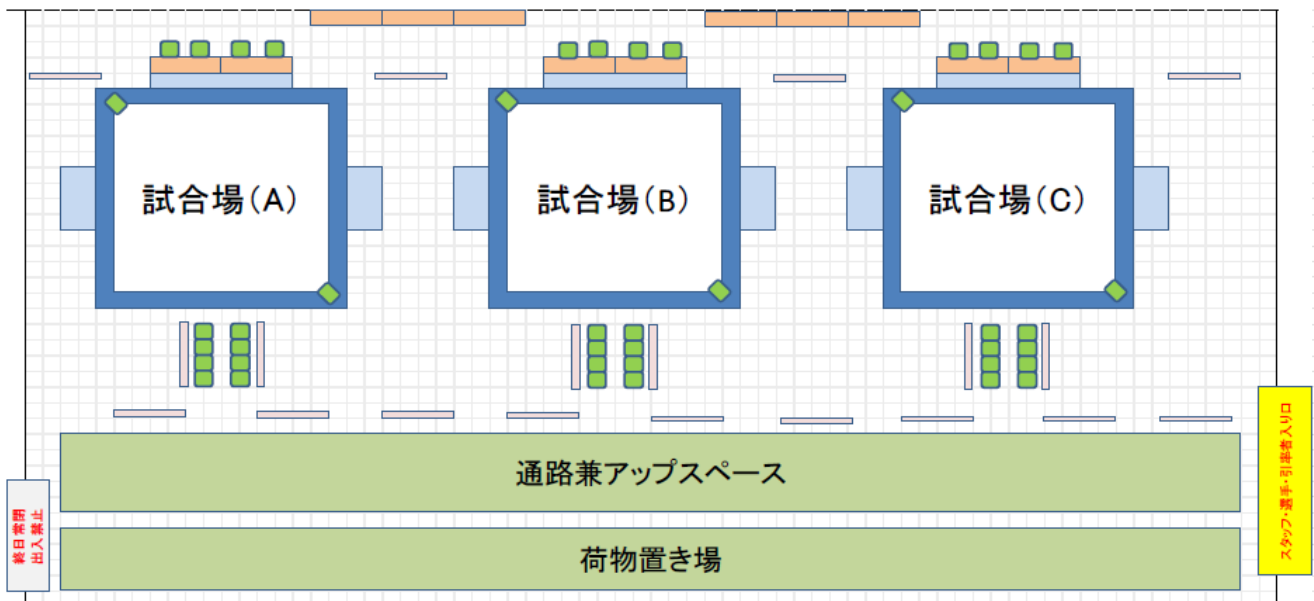 試合場(A)
試合場(B)
試合場(C)
通路兼アップスペース
荷物置き場
終日常閉
出入禁止
スタッフ・選手・引率者入り口